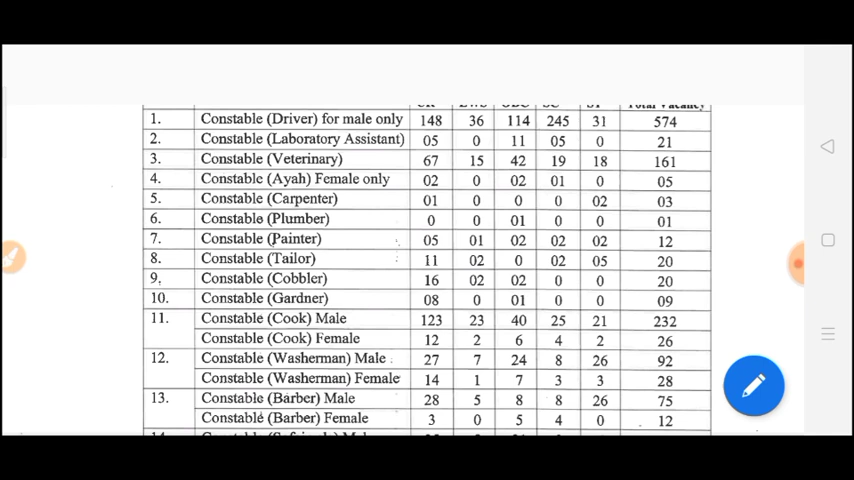 1. Constable (Driver) for male only 148 36 114 245 31 574
2. Constable (Laboratory Assistant) 05 0 11 05 0 21
3. Constable (Veterinary) 67 15 42 19 18 161
4. Constable (Ayah) Female only 02 0 02 01 0 05
5. Constable (Carpenter) 01 0 0 0 02 03
6. Constable (Plumber) 0 0 01 0 0 01
7. Constable (Painter) 05 01 02 02 02 12
8. Constable (Tailor) 11 02 0 02 05 20
9. Constable (Cobbler) 16 02 02 0 0 20
10. Constable (Gardner) 08 0 01 0 0 09
11. Constable (Cook) Male 123 23 40 25 21 232
Constable (Cook) Female 12 2 6 4 2 26
12. Constable (Washerman) Male 27 7 24 8 26 92
Constable (Washerman) Female 14 1 7 3 3 28
13. Constable (Barber) Male 28 5 8 8 26 75
Constable (Barber) Female 3 0 5 4 0 12